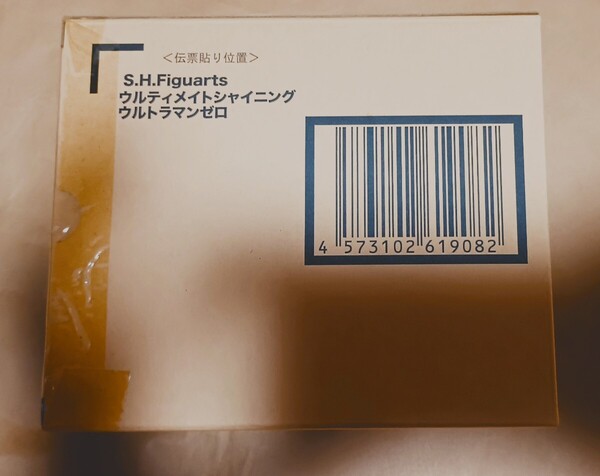 ＜伝票貼り位置＞
S.H.Figuarts
ウルティメイトシャイニング
ウルトラマンゼロ
4 573102 619082